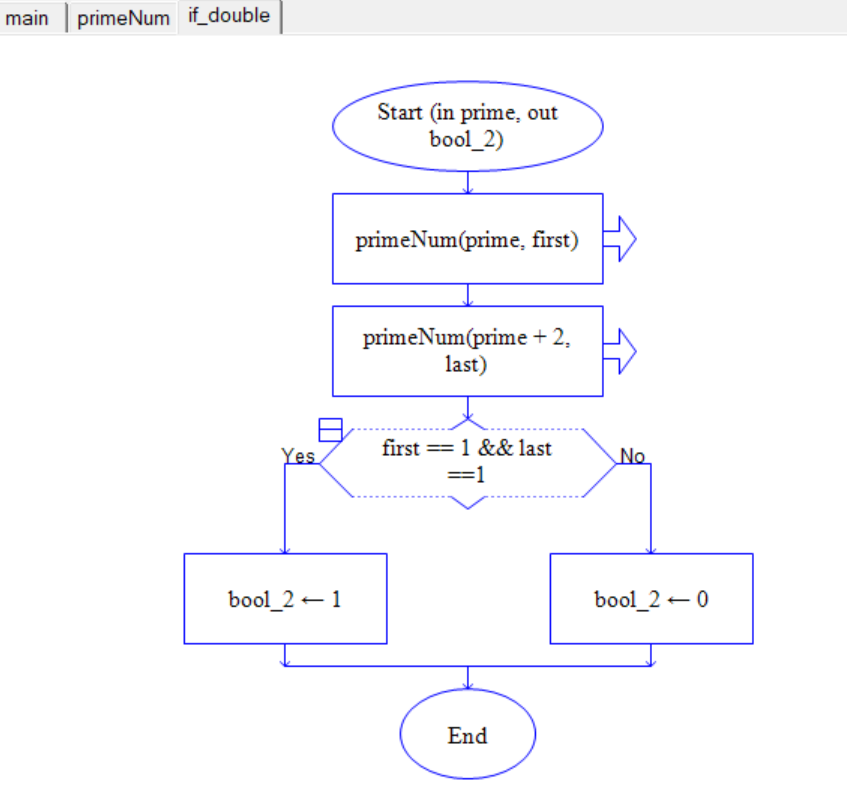 main primeNum if_double
Start (in prime, out
bool_2)
primeNum(prime, first)
primeNum(prime + 2,
last)
Yes
first == 1 && last
==1
No
bool_2 ← 1
bool_2 ← 0
End